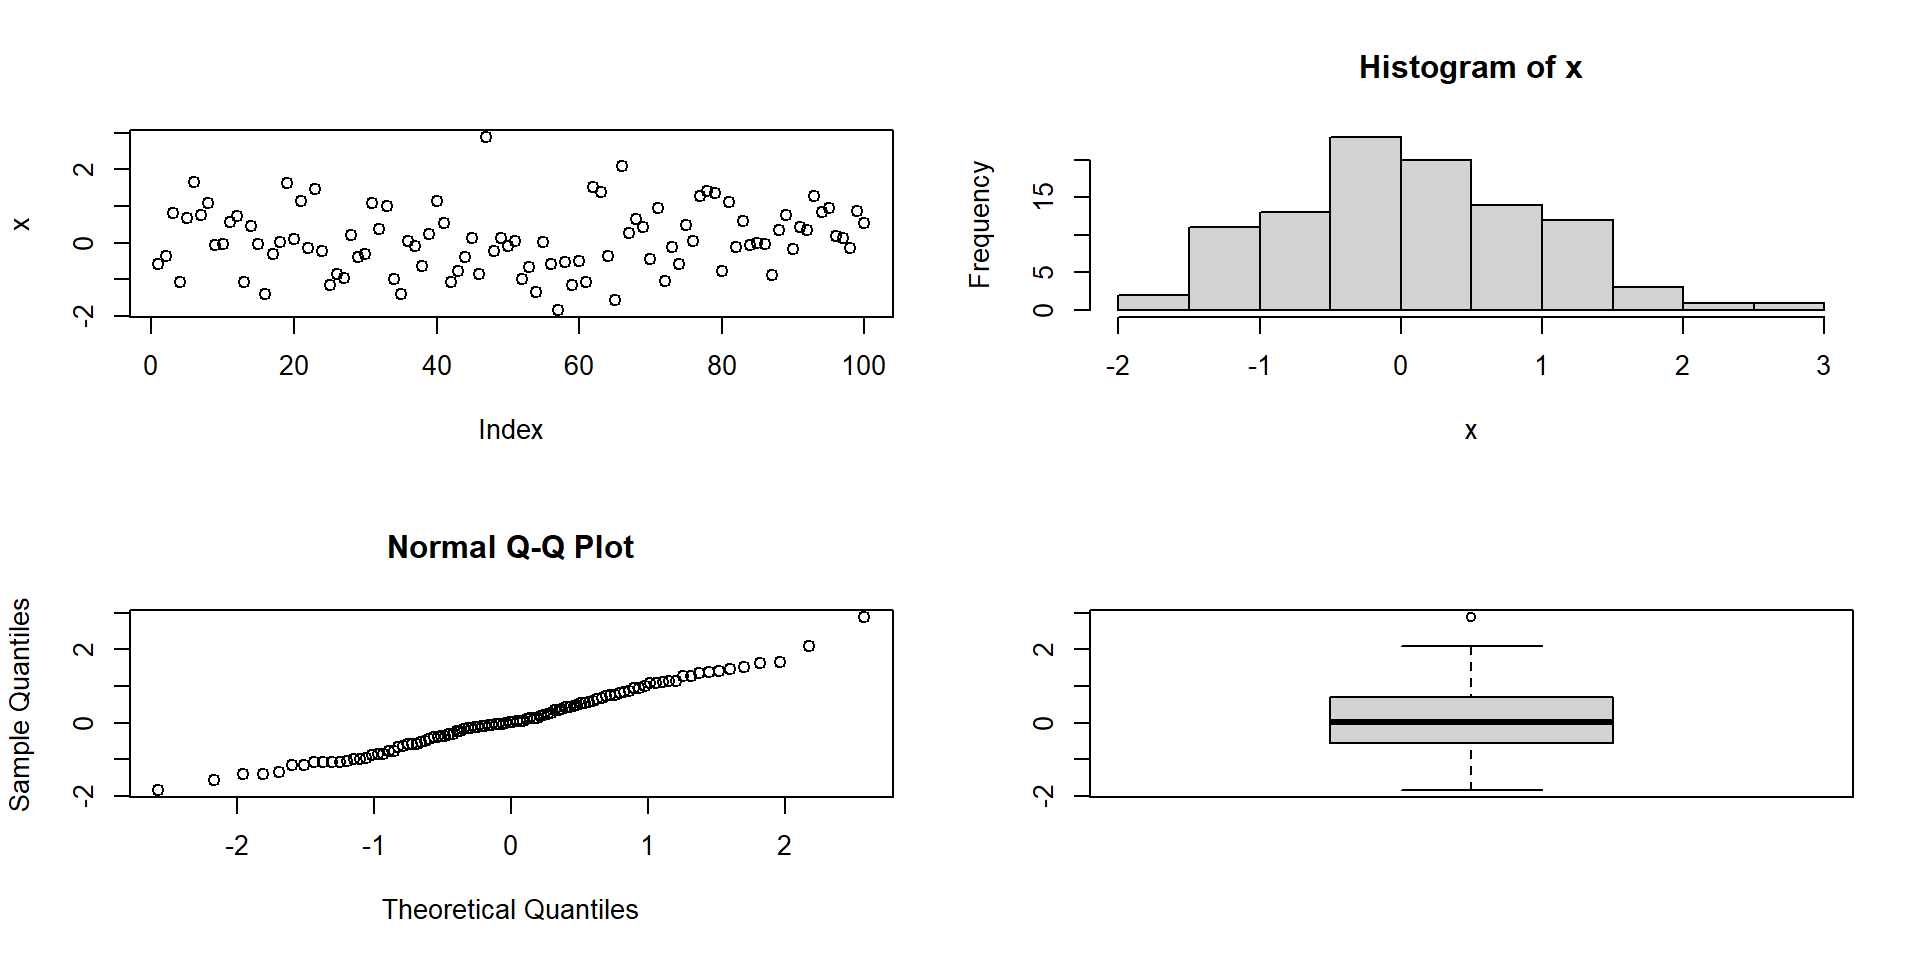 x
2
0
-2
0 20 40 60 80 100
Index
Histogram of x
Frequency
15
5
0
-2 -1 0 1 2 3
x
Normal Q-Q Plot
Sample Quantiles
2
0
-2
-2 -1 0 1 2
Theoretical Quantiles
2
0
-2